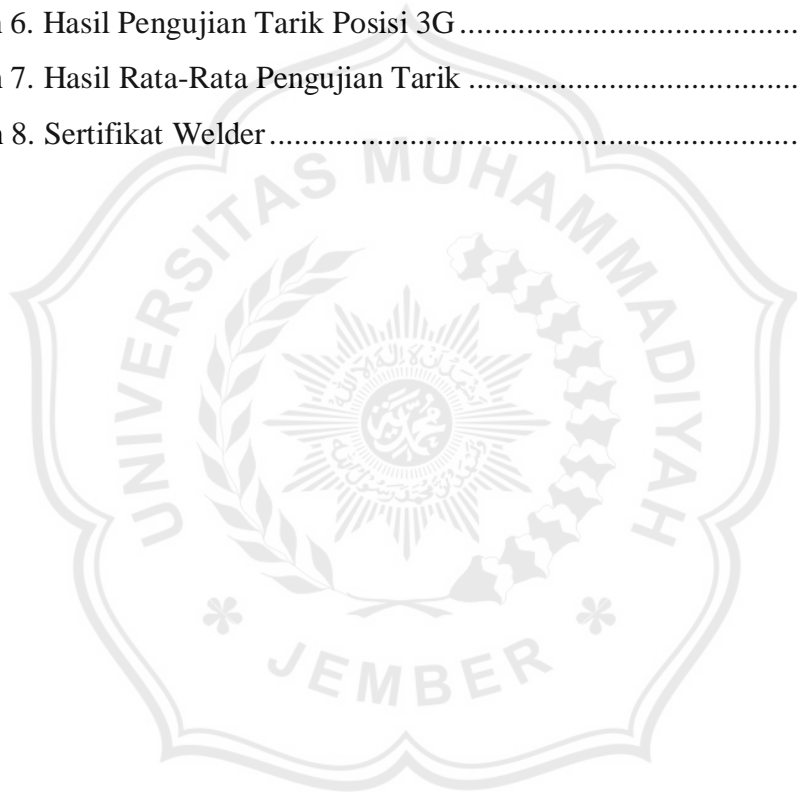 n 6. Hasil Pengujian Tarik Posisi 3G.......................................
n 7. Hasil Rata-Rata Pengujian Tarik .......................................
n 8. Sertifikat Welder................................................................
UNIVERSITAS MUHAMMADIYAH
JEMBER